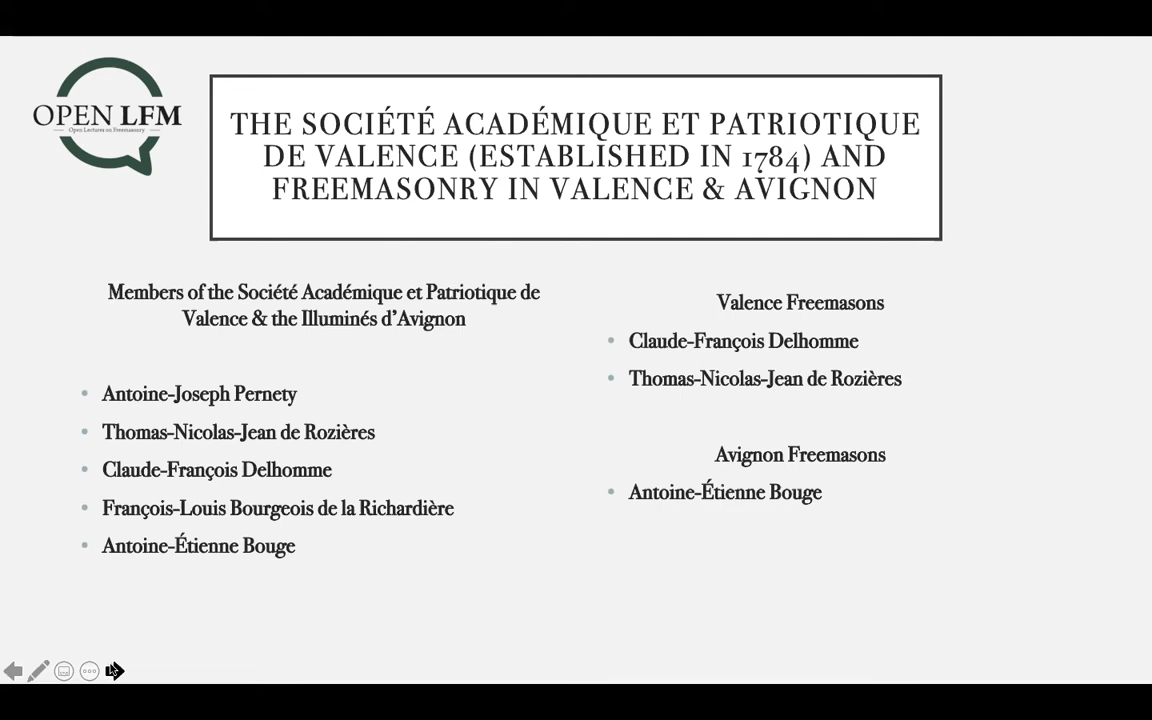 OPEN LFM
Open Lectures on Freemasonry
THE SOCIÉTÉ ACADÉMIQUE ET PATRIOTIQUE
DE VALENCE (ESTABLISHED IN 1784) AND
FREEMASONRY IN VALENCE & AVIGNON
Members of the Société Académique et Patriotique de
Valence & the Illuminés d'Avignon
Antoine-Joseph Pernety
Thomas-Nicolas-Jean de Rozières
Claude-François Delhomme
François-Louis Bourgeois de la Richardière
Antoine-Étienne Bouge
Valence Freemasons
Claude-François Delhomme
Thomas-Nicolas-Jean de Rozières
Avignon Freemasons
Antoine-Étienne Bouge